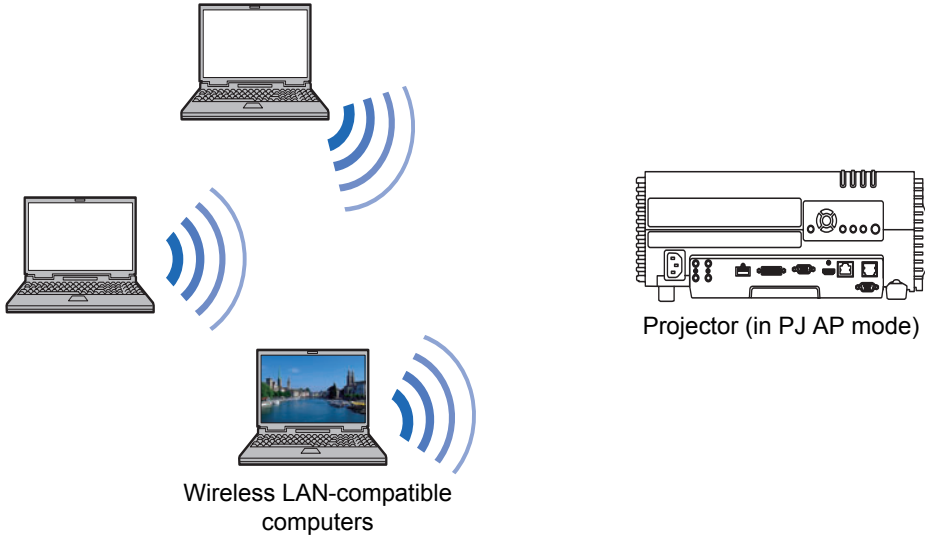 Projector (in PJ AP mode)
Wireless LAN-compatible
computers